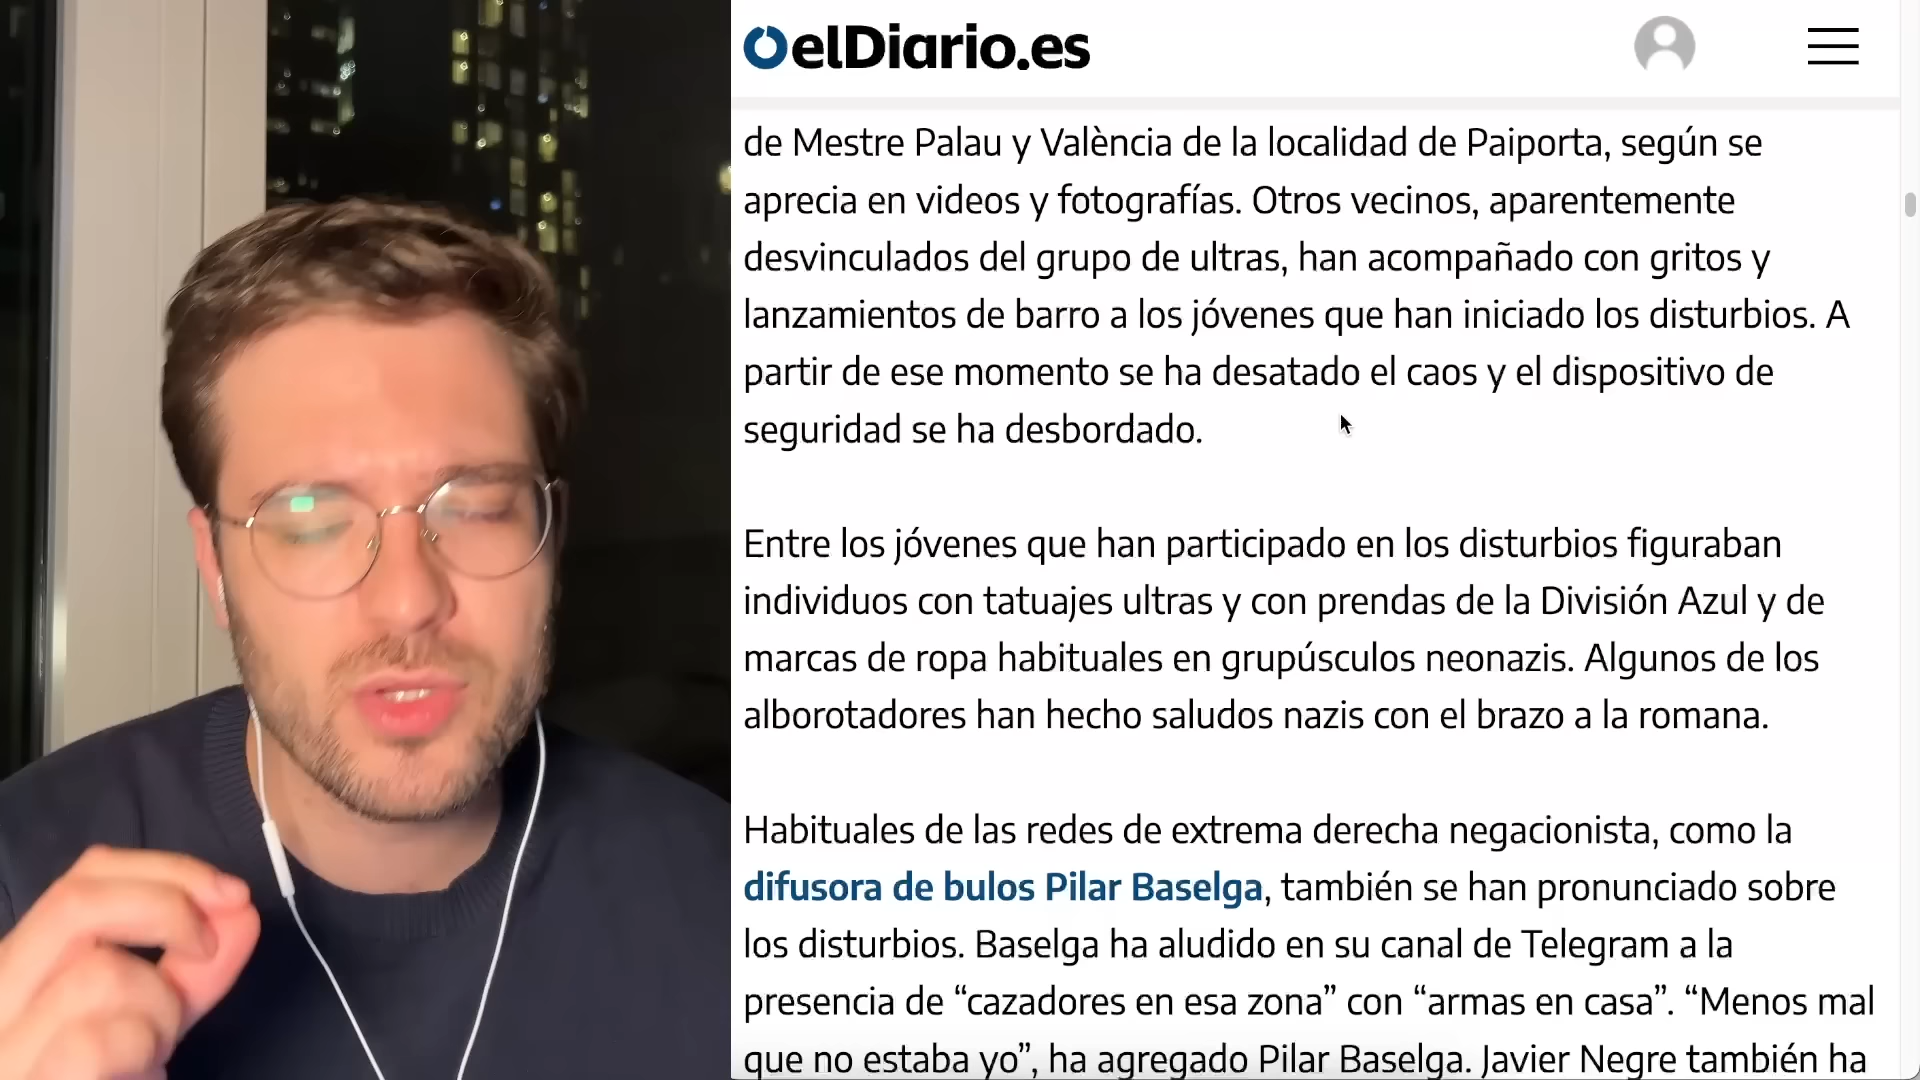 elDiario.es
de Mestre Palau y València de la localidad de Paiporta, según se
aprecia en videos y fotografías. Otros vecinos, aparentemente
desvinculados del grupo de ultras, han acompañado con gritos y
lanzamientos de barro a los jóvenes que han iniciado los disturbios. A
partir de ese momento se ha desatado el caos y el dispositivo de
seguridad se ha desbordado.
Entre los jóvenes que han participado en los disturbios figuraban
individuos con tatuajes ultras y con prendas de la División Azul y de
marcas de ropa habituales en grupúsculos neonazis. Algunos de los
alborotadores han hecho saludos nazis con el brazo a la romana.
Habituales de las redes de extrema derecha negacionista, como la
difusora de bulos Pilar Baselga, también se han pronunciado sobre
los disturbios. Baselga ha aludido en su canal de Telegram a la
presencia de “cazadores en esa zona” con “armas en casa”. “Menos mal
que no estaba yo”, ha agregado Pilar Baselga. Javier Negre también ha